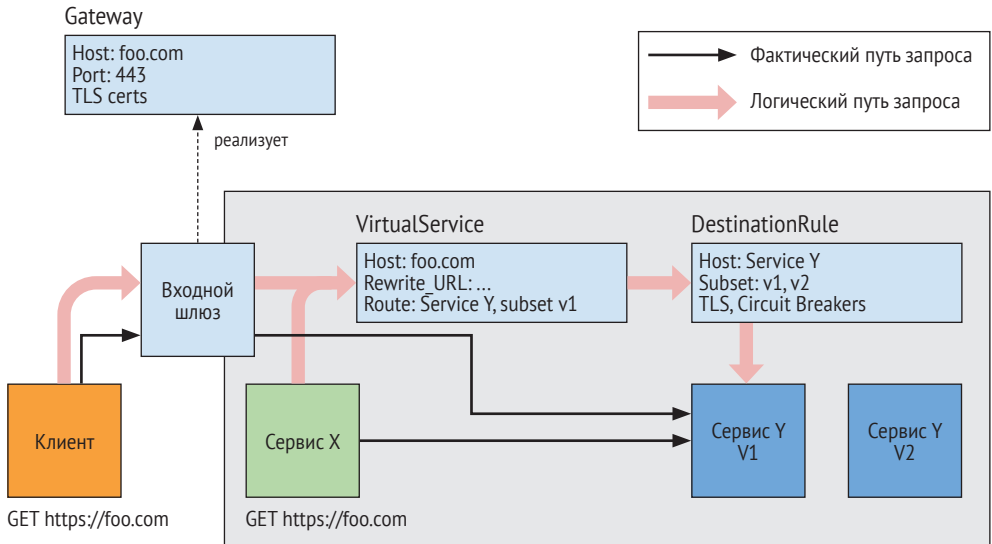 Gateway
Host: foo.com
Port: 443
TLS certs
Фактический путь запроса
Логический путь запроса
реализует
VirtualService
DestinationRule
Входной
шлюз
Host: foo.com
Rewrite_URL: ...
Route: Service Y, subset v1
Host: Service Y
Subset: v1, v2
TLS, Circuit Breakers
Клиент
Сервис X
Сервис Y
V1
Сервис Y
V2
GET https://foo.com
GET https://foo.com